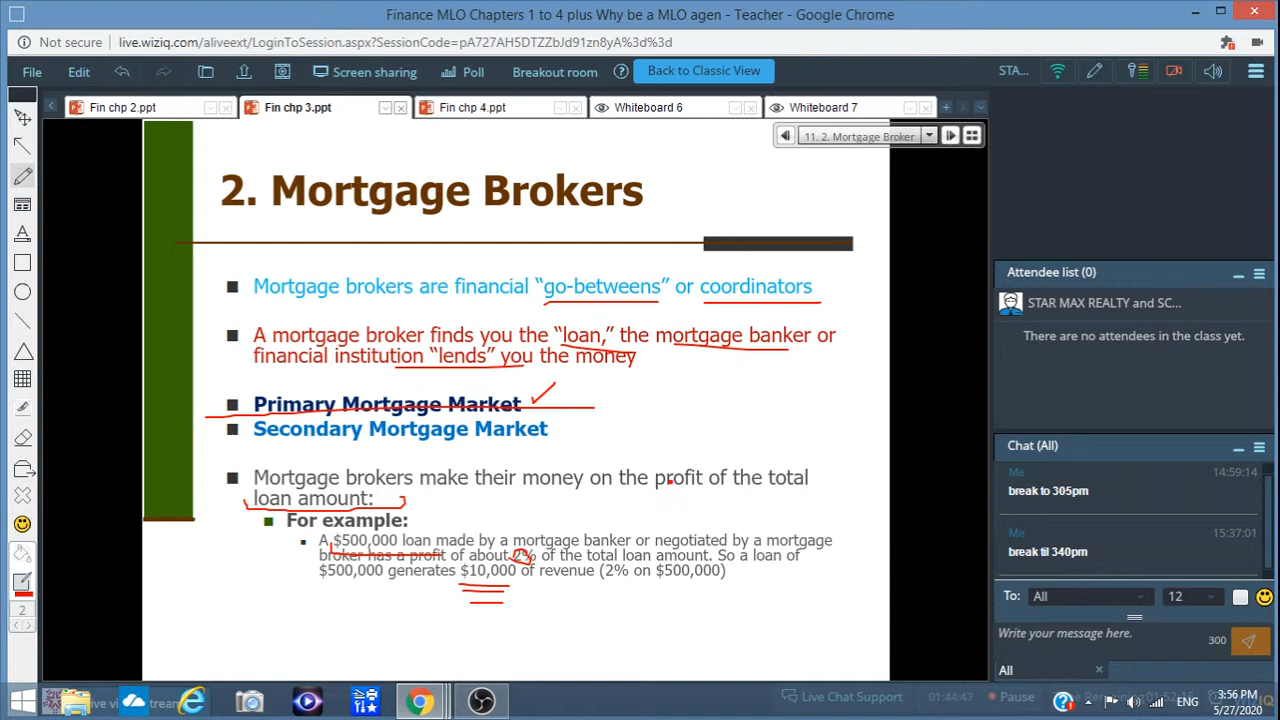 Finance MLO Chapters 1 to 4 plus Why be a MLO agen - Teacher - Google Chrome
Not secure | live.wiziq.com/aliveext/LoginToSession.aspx?SessionCode=pA727AH5DTZZbJd91zn8yA%3d%3d
File Edit Screen sharing Poll Breakout room Back to Classic View STA...
Fin chp 2.ppt Fin chp 3.ppt Fin chp 4.ppt Whiteboard 6 Whiteboard 7
11. 2. Mortgage Broker
2. Mortgage Brokers
Mortgage brokers are financial “go-betweens” or coordinators
A mortgage broker finds you the “loan,” the mortgage banker or
financial institution “lends” you the money
Primary Mortgage Market
Secondary Mortgage Market
Mortgage brokers make their money on the profit of the total
loan amount:
For example:
A $500,000 loan made by a mortgage banker or negotiated by a mortgage
broker has a profit of about 2% of the total loan amount. So a loan of
$500,000 generates $10,000 of revenue (2% on $500,000)
2
Attendee list (0)
STAR MAX REALTY and SC...
There are no attendees in the class yet.
Chat (All)
Me 14:59:14
break to 305pm
Me 15:37:01
break til 340pm
To: All 12
Write your message here. 300
All
Live Chat Support 01:44:47 Pause
ENG
3:56 PM
5/27/2020